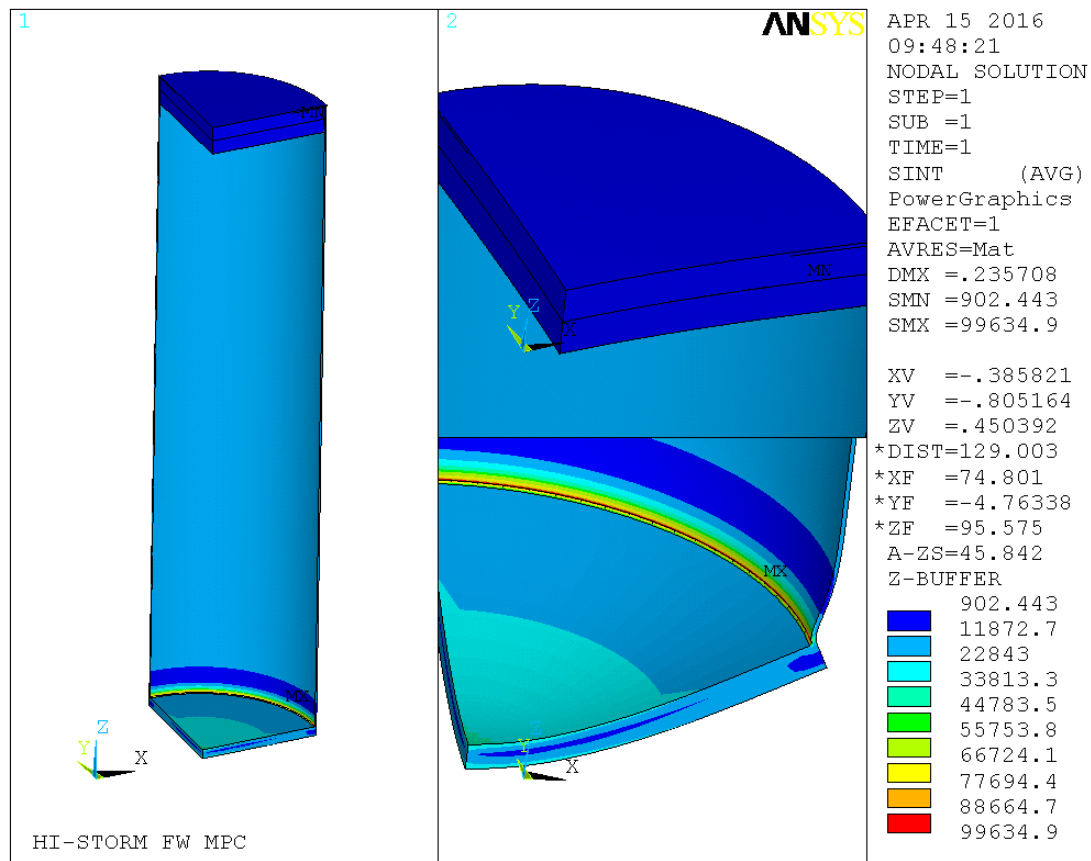 1
2
ANSYS
MN
MN
Z
Y
X
MX
MX
Z
Y
X
Y
X
HI-STORM FW MPC
APR 15 2016
09:48:21
NODAL SOLUTION
STEP=1
SUB =1
TIME=1
SINT (AVG)
PowerGraphics
EFACET=1
AVRES=Mat
DMX =.235708
SMN =902.443
SMX =99634.9
XV =-.385821
YV =-.805164
ZV =.450392
*DIST=129.003
*XF =74.801
*YF =-4.76338
*ZF =95.575
A-ZS=45.842
Z-BUFFER
902.443
11872.7
22843
33813.3
44783.5
55753.8
66724.1
77694.4
88664.7
99634.9